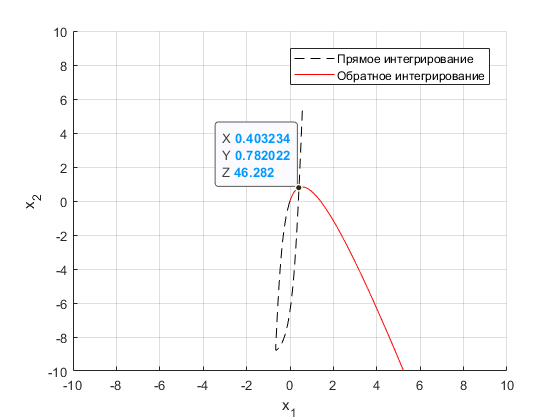 10
8
6
4
2
0
-2
-4
-6
-8
-10
x2
Прямое интегрирование
Обратное интегрирование
X 0.403234
Y 0.782022
Z 46.282
-10 -8 -6 -4 -2 0 2 4 6 8 10
x1